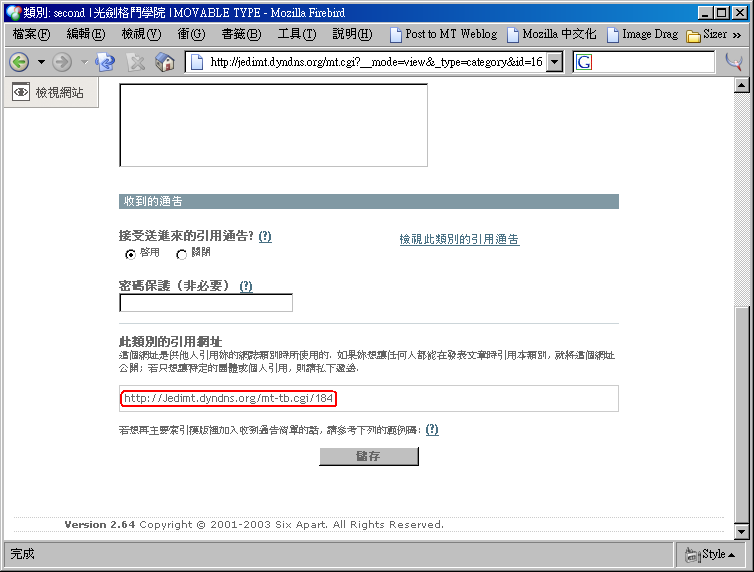 類別: second | 光劍格鬥學院 | MOVABLE TYPE - Mozilla Firebird
檔案(F) 編輯(E) 檢視(V) 衝(G) 書籤(B) 工具(T) 說明(H) Post to MT Weblog Mozilla 中文化 Image Drag Sizer »
http://jedimt.dyndns.org/mt.cgi?__mode=view&_type=category&id=16 G
檢視網站
收到的通告
接受送進來的引用通告? (?)
啓用 關閉
檢視此類別的引用通告
密碼保護（非必要） (?)
此類別的引用網址
這個網址是供他人引用妳的網誌類別時所使用的. 如果妳想讓任何人都能在發表文章時引用本類別, 就將這個網址
公開; 若只想讓特定的團體或個人引用, 則請私下邀請.
http://Jedimt.dyndns.org/mt-tb.cgi/184
若想再主要索引模版裡加入收到通告清單的話, 請參考下列的範例碼: (?)
儲存
Version 2.64 Copyright © 2001-2003 Six Apart. All Rights Reserved.
完成 Style